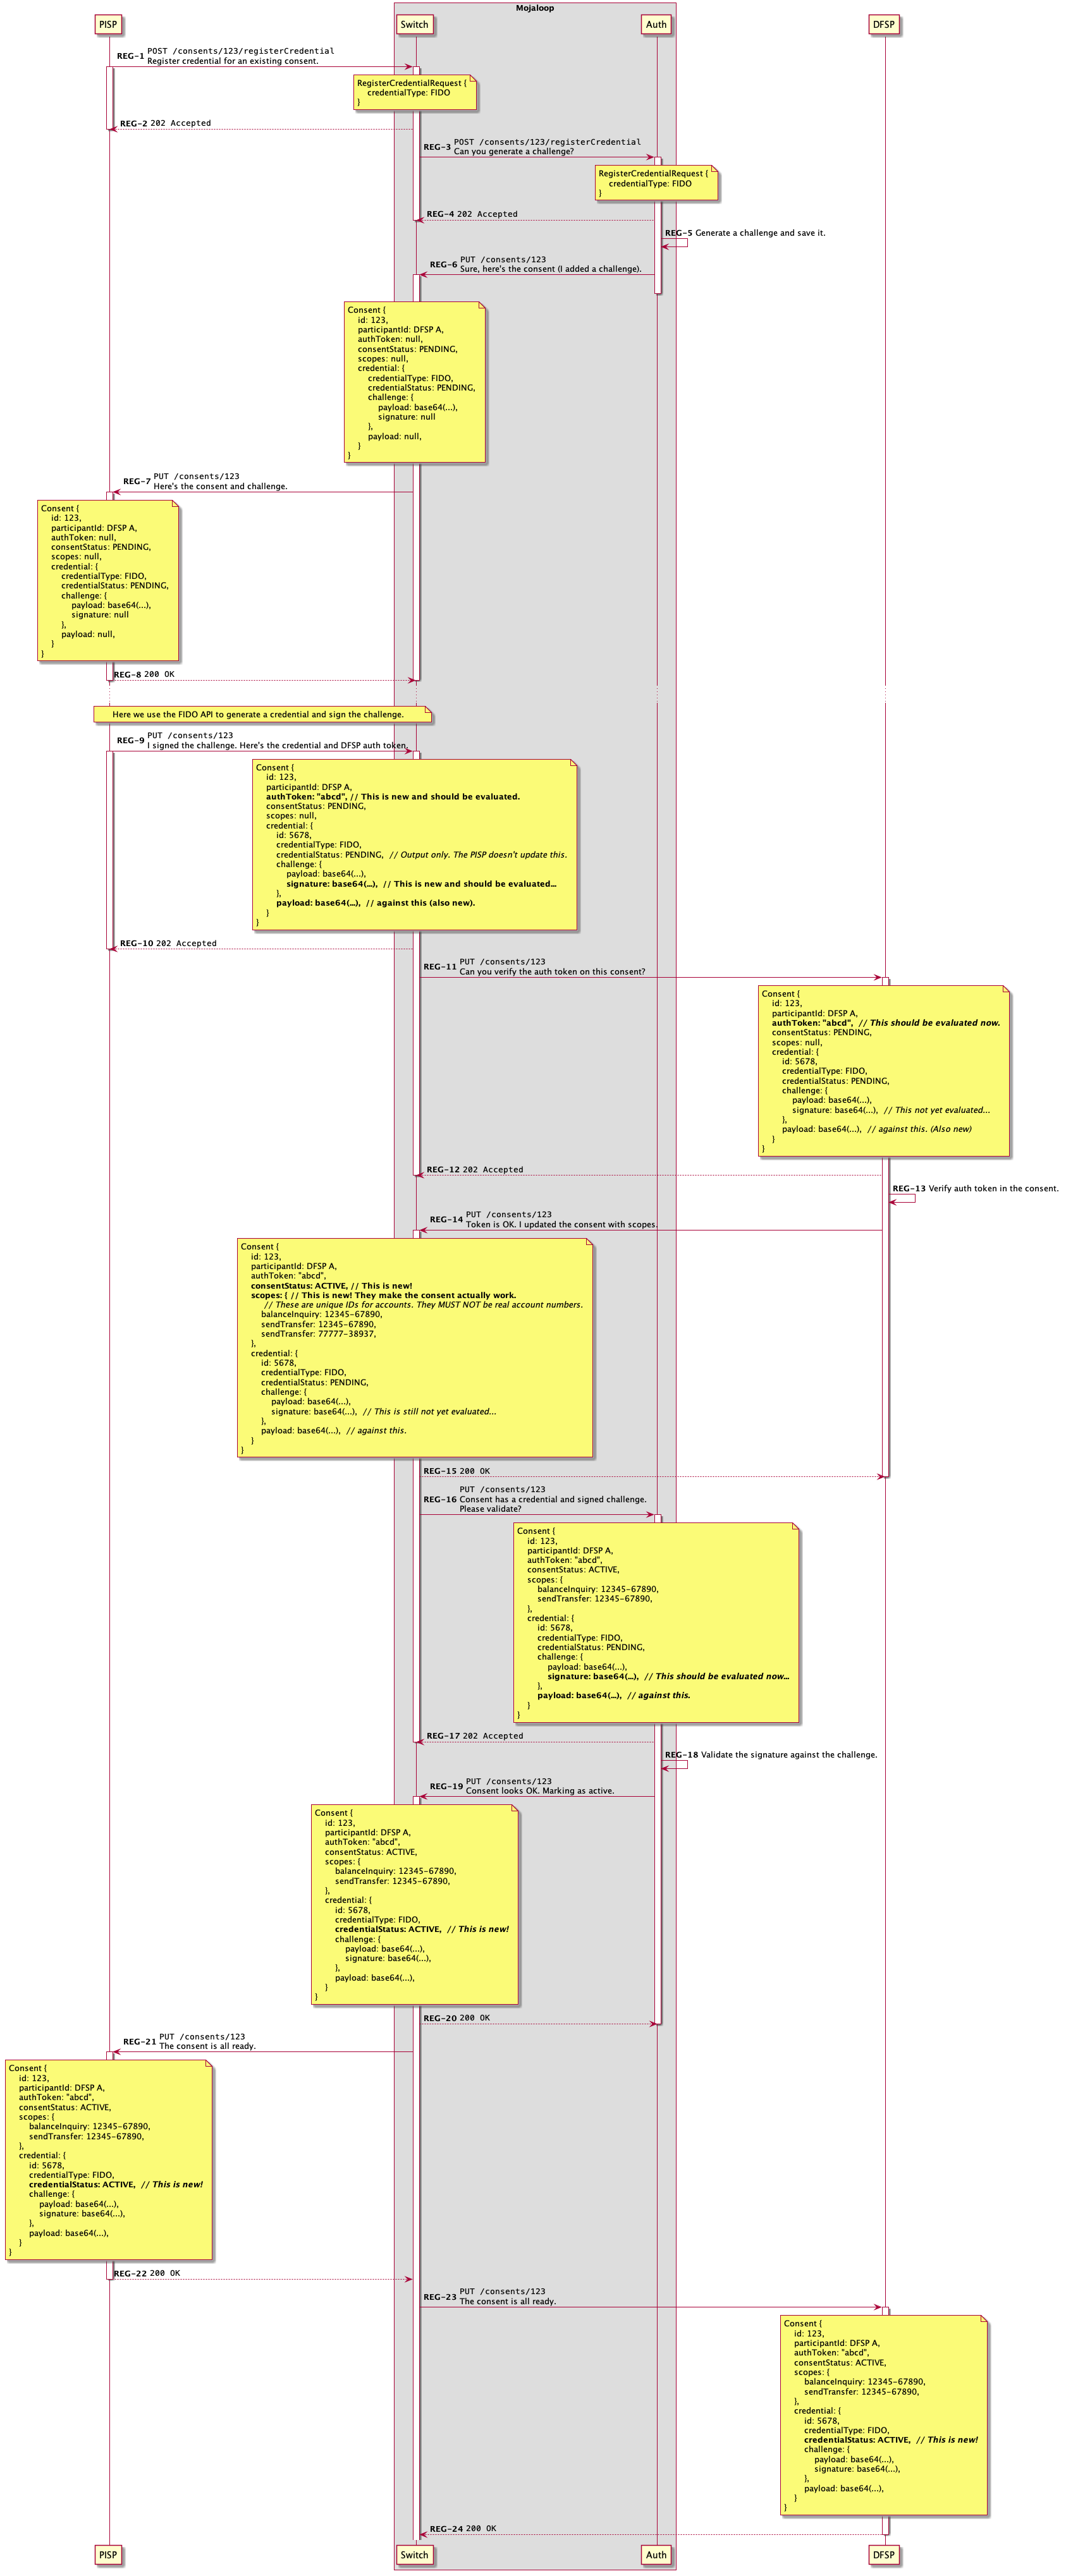 Mojaloop
PISP
Switch
Auth
DFSP
REG-1 POST /consents/123/registerCredential
Register credential for an existing consent.
RegisterCredentialRequest {
credentialType: FIDO
}
REG-2 202 Accepted
REG-3 POST /consents/123/registerCredential
Can you generate a challenge?
RegisterCredentialRequest {
credentialType: FIDO
}
REG-4 202 Accepted
REG-5 Generate a challenge and save it.
REG-6 PUT /consents/123
Sure, here's the consent (I added a challenge).
Consent {
id: 123,
participantId: DFSP A,
authToken: null,
consentStatus: PENDING,
scopes: null,
credential: {
credentialType: FIDO,
credentialStatus: PENDING,
challenge: {
payload: base64(...),
signature: null
},
payload: null,
}
}
REG-7 PUT /consents/123
Here's the consent and challenge.
Consent {
id: 123,
participantId: DFSP A,
authToken: null,
consentStatus: PENDING,
scopes: null,
credential: {
credentialType: FIDO,
credentialStatus: PENDING,
challenge: {
payload: base64(...),
signature: null
},
payload: null,
}
}
REG-8 200 OK
Here we use the FIDO API to generate a credential and sign the challenge.
REG-9 PUT /consents/123
I signed the challenge. Here's the credential and DFSP auth token.
Consent {
id: 123,
participantId: DFSP A,
authToken: "abcd", // This is new and should be evaluated.
consentStatus: PENDING,
scopes: null,
credential: {
id: 5678,
credentialType: FIDO,
credentialStatus: PENDING, // Output only. The PISP doesn't update this.
challenge: {
payload: base64(...),
signature: base64(...), // This is new and should be evaluated...
},
payload: base64(...), // against this (also new).
}
}
REG-10 202 Accepted
REG-11 PUT /consents/123
Can you verify the auth token on this consent?
Consent {
id: 123,
participantId: DFSP A,
authToken: "abcd", // This should be evaluated now.
consentStatus: PENDING,
scopes: null,
credential: {
id: 5678,
credentialType: FIDO,
credentialStatus: PENDING,
challenge: {
payload: base64(...),
signature: base64(...), // This not yet evaluated...
},
payload: base64(...), // against this. (Also new)
}
}
REG-12 202 Accepted
REG-13 Verify auth token in the consent.
REG-14 PUT /consents/123
Token is OK. I updated the consent with scopes.
Consent {
id: 123,
participantId: DFSP A,
authToken: "abcd",
consentStatus: ACTIVE, // This is new!
scopes: { // This is new! They make the consent actually work.
// These are unique IDs for accounts. They MUST NOT be real account numbers.
balanceInquiry: 12345-67890,
sendTransfer: 12345-67890,
sendTransfer: 77777-38937,
},
credential: {
id: 5678,
credentialType: FIDO,
credentialStatus: PENDING,
challenge: {
payload: base64(...),
signature: base64(...), // This is still not yet evaluated...
},
payload: base64(...), // against this.
}
}
REG-15 200 OK
REG-16 PUT /consents/123
Consent has a credential and signed challenge.
Please validate?
Consent {
id: 123,
participantId: DFSP A,
authToken: "abcd",
consentStatus: ACTIVE,
scopes: {
balanceInquiry: 12345-67890,
sendTransfer: 12345-67890,
},
credential: {
id: 5678,
credentialType: FIDO,
credentialStatus: PENDING,
challenge: {
payload: base64(...),
signature: base64(...), // This should be evaluated now...
},
payload: base64(...), // against this.
}
}
REG-17 202 Accepted
REG-18 Validate the signature against the challenge.
REG-19 PUT /consents/123
Consent looks OK. Marking as active.
Consent {
id: 123,
participantId: DFSP A,
authToken: "abcd",
consentStatus: ACTIVE,
scopes: {
balanceInquiry: 12345-67890,
sendTransfer: 12345-67890,
},
credential: {
id: 5678,
credentialType: FIDO,
credentialStatus: ACTIVE, // This is new!
challenge: {
payload: base64(...),
signature: base64(...),
},
payload: base64(...),
}
}
REG-20 200 OK
REG-21 PUT /consents/123
The consent is all ready.
Consent {
id: 123,
participantId: DFSP A,
authToken: "abcd",
consentStatus: ACTIVE,
scopes: {
balanceInquiry: 12345-67890,
sendTransfer: 12345-67890,
},
credential: {
id: 5678,
credentialType: FIDO,
credentialStatus: ACTIVE, // This is new!
challenge: {
payload: base64(...),
signature: base64(...),
},
payload: base64(...),
}
}
REG-22 200 OK
REG-23 PUT /consents/123
The consent is all ready.
Consent {
id: 123,
participantId: DFSP A,
authToken: "abcd",
consentStatus: ACTIVE,
scopes: {
balanceInquiry: 12345-67890,
sendTransfer: 12345-67890,
},
credential: {
id: 5678,
credentialType: FIDO,
credentialStatus: ACTIVE, // This is new!
challenge: {
payload: base64(...),
signature: base64(...),
},
payload: base64(...),
}
}
REG-24 200 OK
PISP
Switch
Auth
DFSP